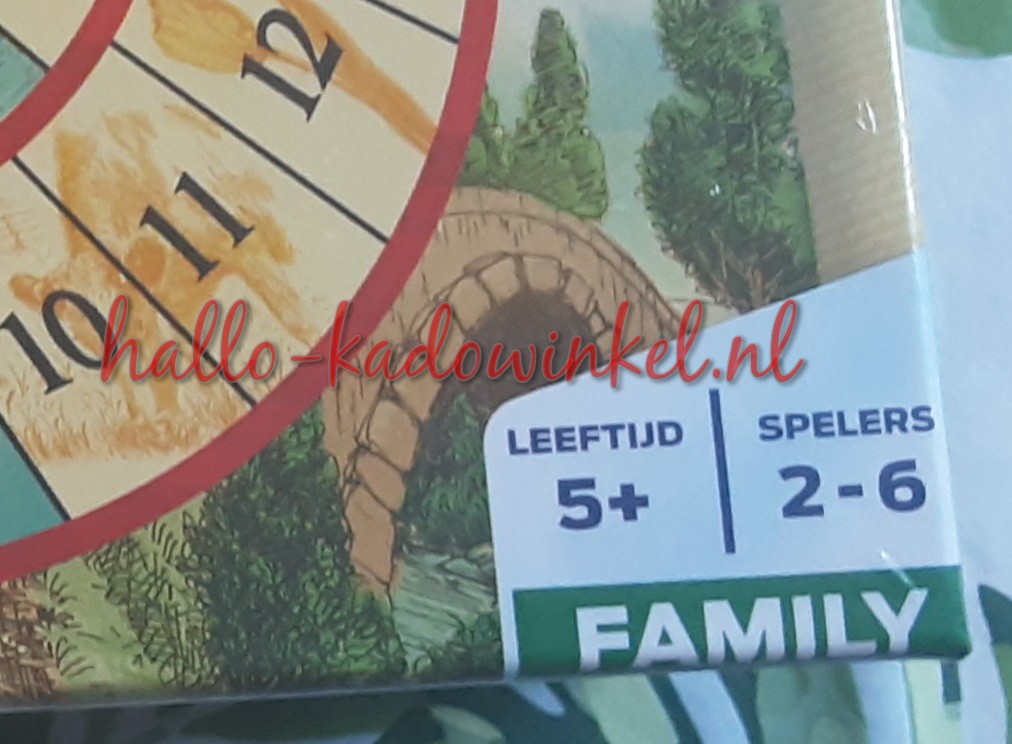 12
11
10
hallo-kadowinkel.nl
LEEFTIJD
5+
SPELERS
2-6
FAMILY